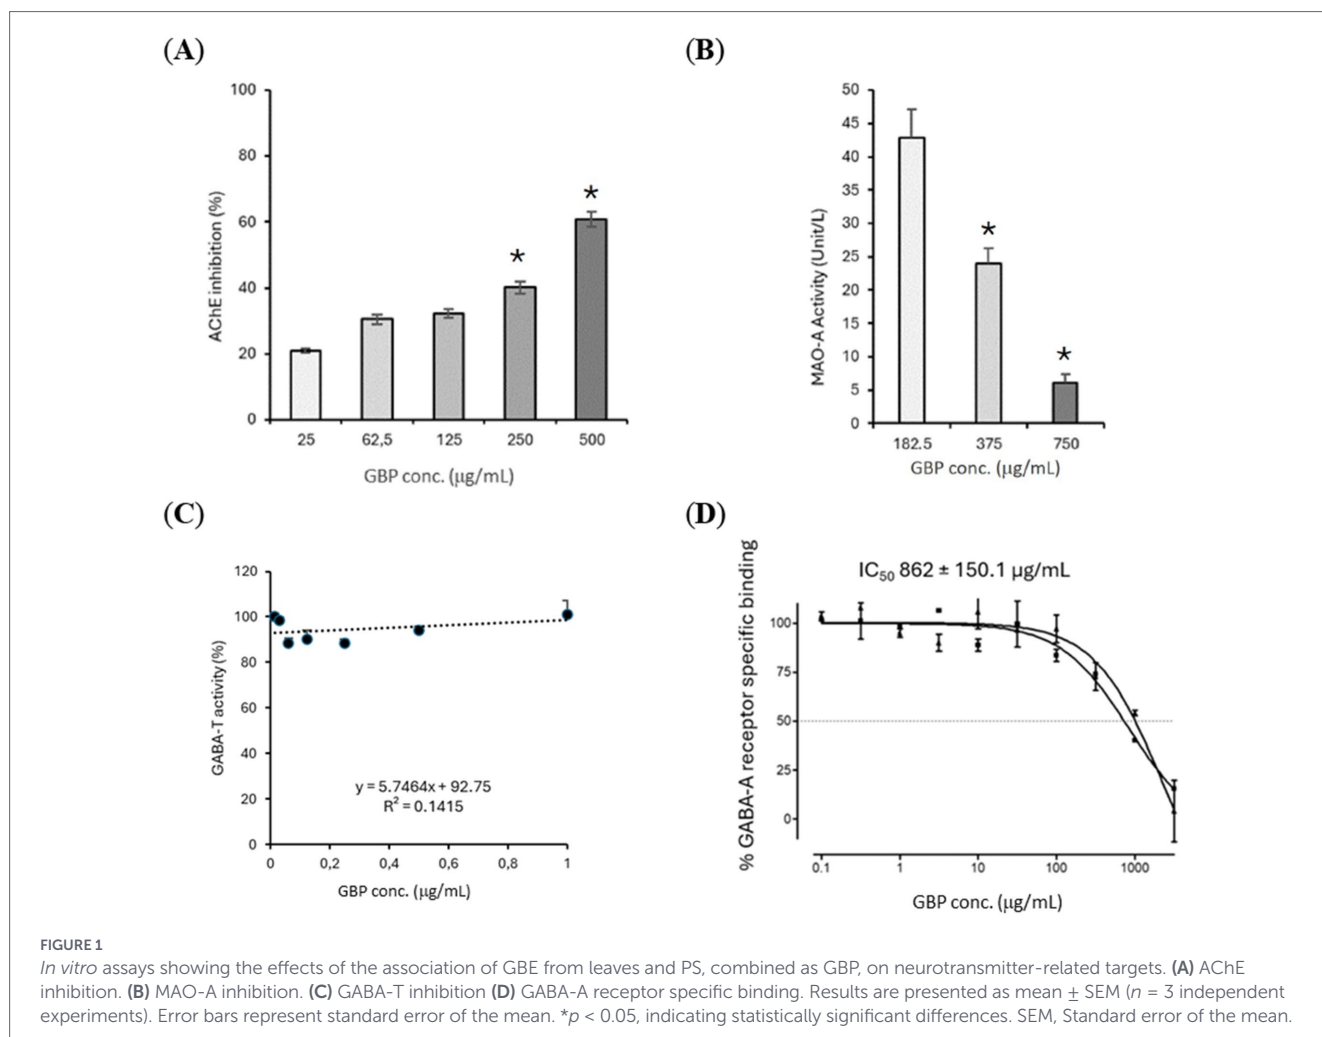 (A)
100
80
60
40
20
0
AChE inhibition (%)
*
*
25 62,5 125 250 500
GBP conc. (µg/mL)
(B)
50
45
40
35
30
25
20
15
10
5
0
MAO-A Activity (Unit/L)
*
*
182.5 375 750
GBP conc. (µg/mL)
(C)
120
100
80
60
40
20
0
GABA-T activity (%)
y = 5.7464x + 92.75
R² = 0.1415
0 0,2 0,4 0,6 0,8 1
GBP conc. (µg/mL)
(D)
% GABA-A receptor specific binding
IC₅₀ 862 ± 150.1 µg/mL
100
75
50
25
0
0.1 1 10 100 1000
GBP conc. (µg/mL)
FIGURE 1
In vitro assays showing the effects of the association of GBE from leaves and PS, combined as GBP, on neurotransmitter-related targets. (A) AChE
inhibition. (B) MAO-A inhibition. (C) GABA-T inhibition (D) GABA-A receptor specific binding. Results are presented as mean ± SEM (n = 3 independent
experiments). Error bars represent standard error of the mean. *p < 0.05, indicating statistically significant differences. SEM, Standard error of the mean.